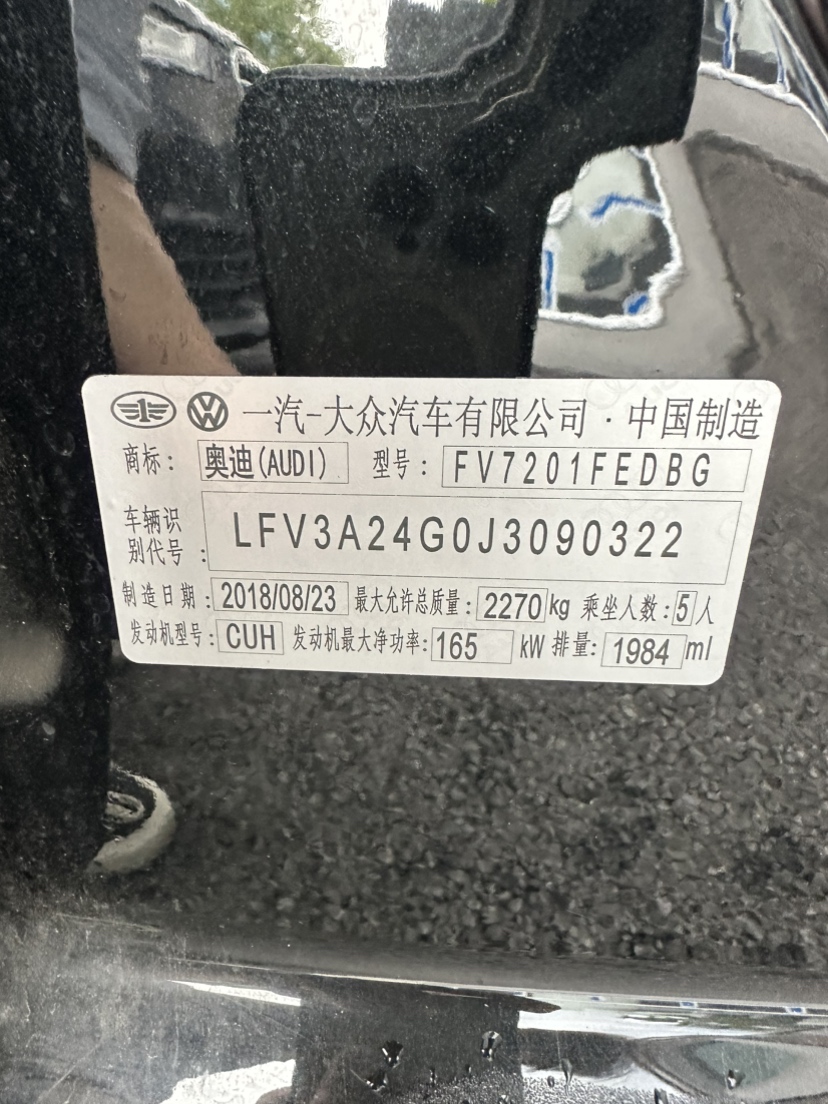 一汽-大众汽车有限公司·中国制造
商标: 奥迪(AUDI) 型号: FV7201FEDBG
车辆识
别代号: LFV3A24G0J3090322
制造日期: 2018/08/23 最大允许总质量: 2270kg 乘坐人数: 5人
发动机型号: CUH 发动机最大净功率: 165 kW 排量: 1984 ml